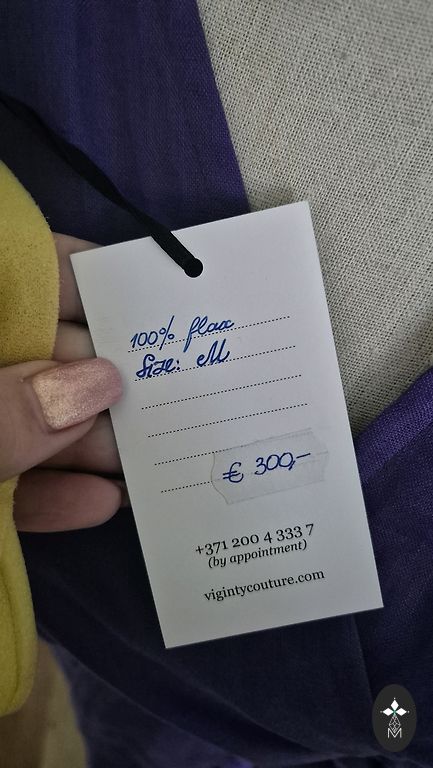 100% flax
Size: M
€ 300,-
+371 200 4 333 7
(by appointment)
vigintycouture.com
M